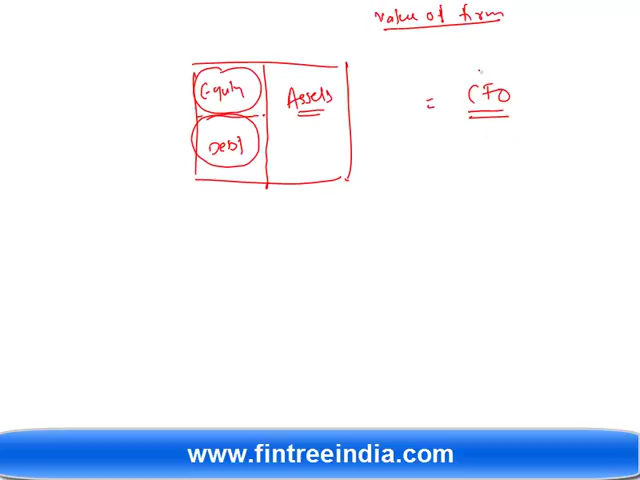 Value of firm
Equity
Assets
= CFO
Debt
www.fintreeindia.com